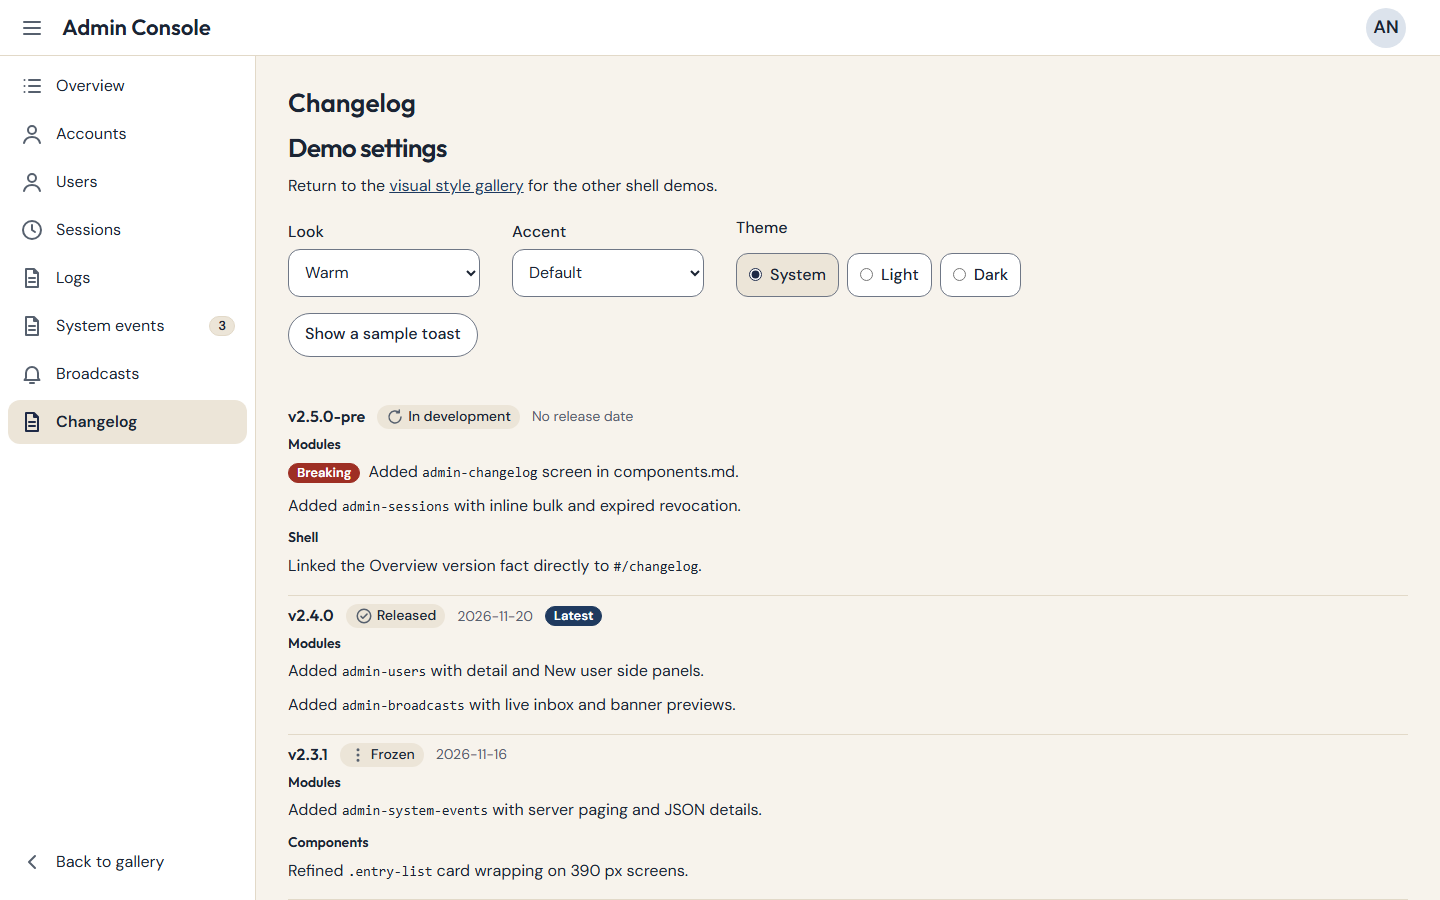 Admin Console
AN
Overview
Accounts
Users
Sessions
Logs
System events 3
Broadcasts
Changelog
Back to gallery
Changelog
Demo settings
Return to the visual style gallery for the other shell demos.
Look
Warm
Accent
Default
Theme
System Light Dark
Show a sample toast
v2.5.0-pre In development No release date
Modules
Breaking Added admin-changelog screen in components.md.
Added admin-sessions with inline bulk and expired revocation.
Shell
Linked the Overview version fact directly to #/changelog.
v2.4.0 Released 2026-11-20 Latest
Modules
Added admin-users with detail and New user side panels.
Added admin-broadcasts with live inbox and banner previews.
v2.3.1 Frozen 2026-11-16
Modules
Added admin-system-events with server paging and JSON details.
Components
Refined .entry-list card wrapping on 390 px screens.